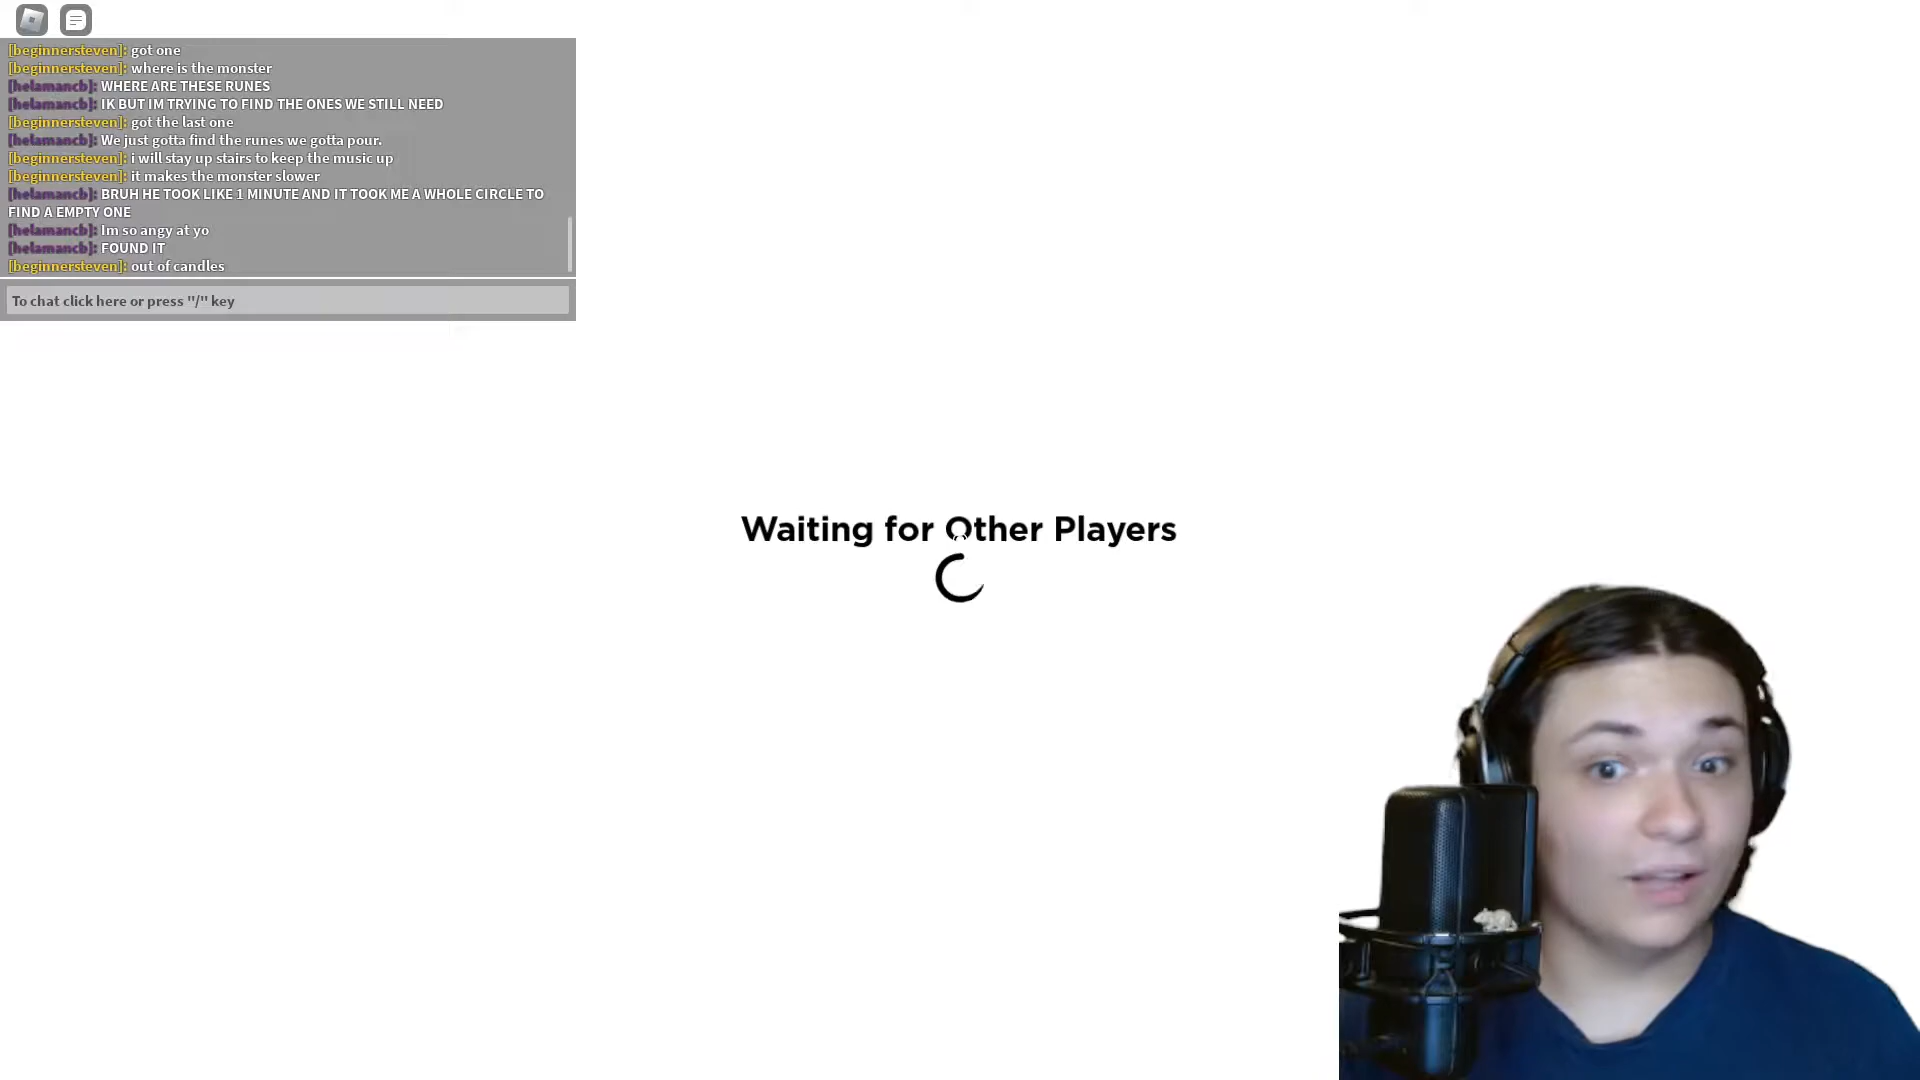 [beginnersteven]: got one
[beginnersteven]: where is the monster
[helamancb]: WHERE ARE THESE RUNES
[helamancb]: IK BUT IM TRYING TO FIND THE ONES WE STILL NEED
[beginnersteven]: got the last one
[helamancb]: We just gotta find the runes we gotta pour.
[beginnersteven]: i will stay up stairs to keep the music up
[beginnersteven]: it makes the monster slower
[helamancb]: BRUH HE TOOK LIKE 1 MINUTE AND IT TOOK ME A WHOLE CIRCLE TO
FIND A EMPTY ONE
[helamancb]: Im so angy at yo
[helamancb]: FOUND IT
[beginnersteven]: out of candles
To chat click here or press "/" key
Waiting for Other Players